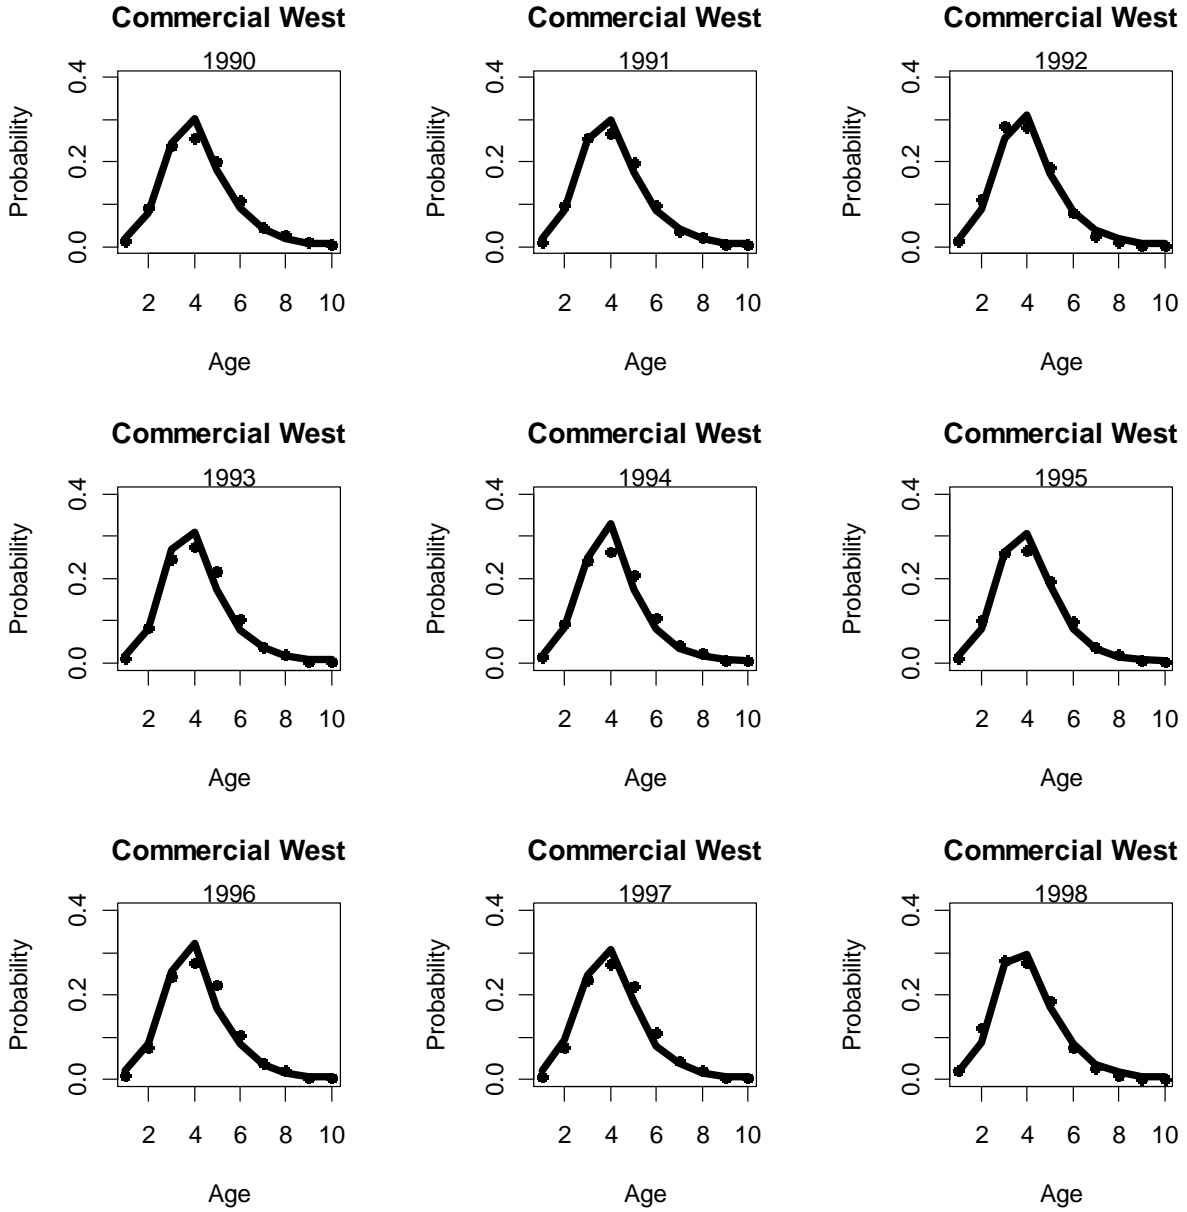 Commercial West Commercial West Commercial West
1990 1991 1992
Probability Probability Probability
0.4 0.4 0.4
0.2 0.2 0.2
0.0 0.0 0.0
2 4 6 8 10 2 4 6 8 10 2 4 6 8 10
Age Age Age
Commercial West Commercial West Commercial West
1993 1994 1995
Probability Probability Probability
0.4 0.4 0.4
0.2 0.2 0.2
0.0 0.0 0.0
2 4 6 8 10 2 4 6 8 10 2 4 6 8 10
Age Age Age
Commercial West Commercial West Commercial West
1996 1997 1998
Probability Probability Probability
0.4 0.4 0.4
0.2 0.2 0.2
0.0 0.0 0.0
2 4 6 8 10 2 4 6 8 10 2 4 6 8 10
Age Age Age